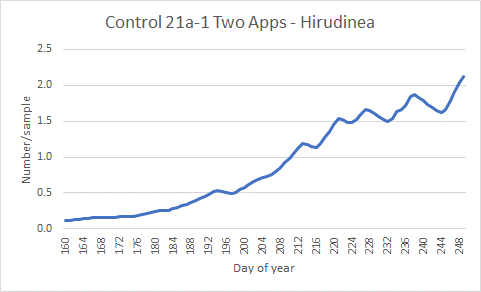 Control 21a-1 Two Apps - Hirudinea
2.5
2.0
1.5
1.0
0.5
0.0
Number/sample
160 164 168 172 176 180 184 188 192 196 200 204 208 212 216 220 224 228 232 236 240 244 248
Day of year